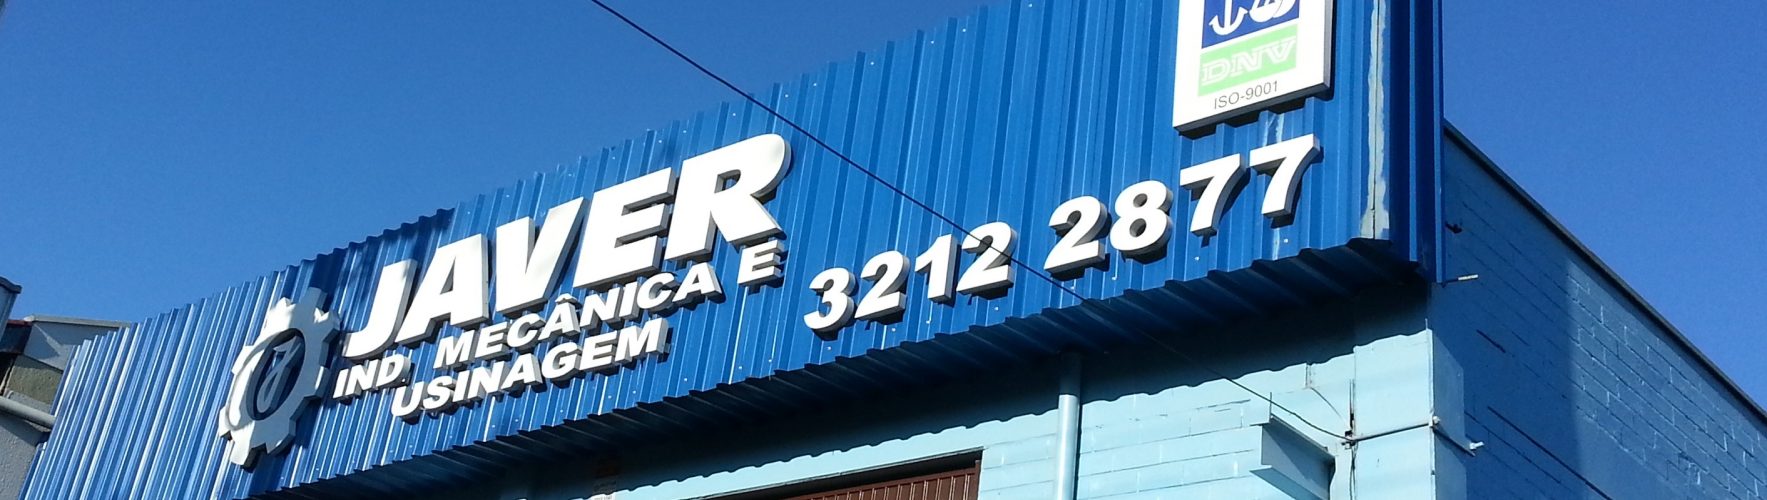 JAVER
IND. MECÂNICA E
USINAGEM
3212 2877
DNV
ISO-9001